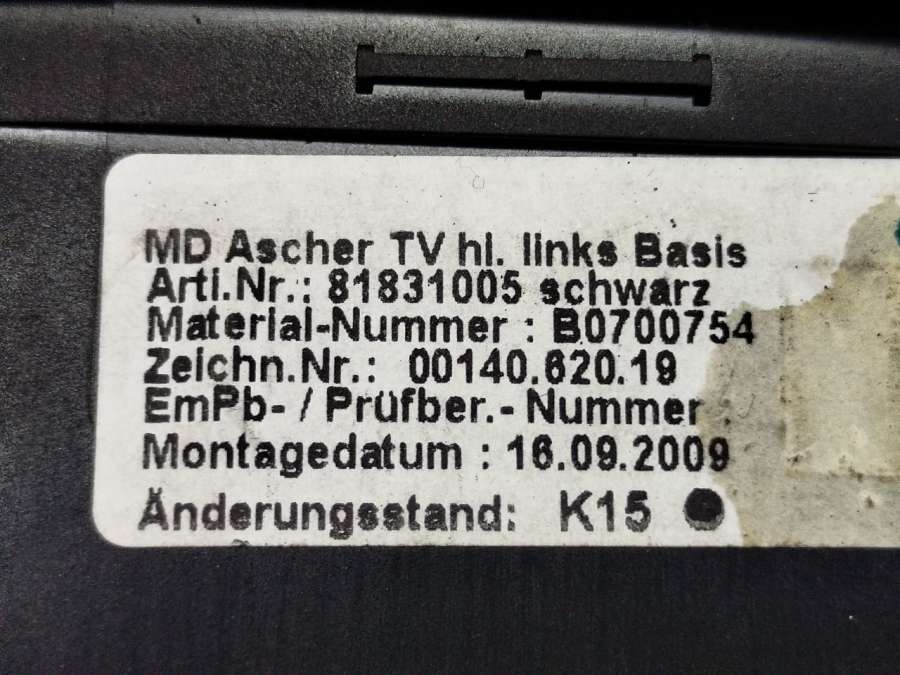 MD Ascher TV hl. links Basis
Arti.Nr.: 81831005 schwarz
Material-Nummer : B0700754
Zeichn.Nr.: 00140.620.19
EmPb- / Prüfber.- Nummer :
Montagedatum : 16.09.2009
Änderungsstand: K15 ●